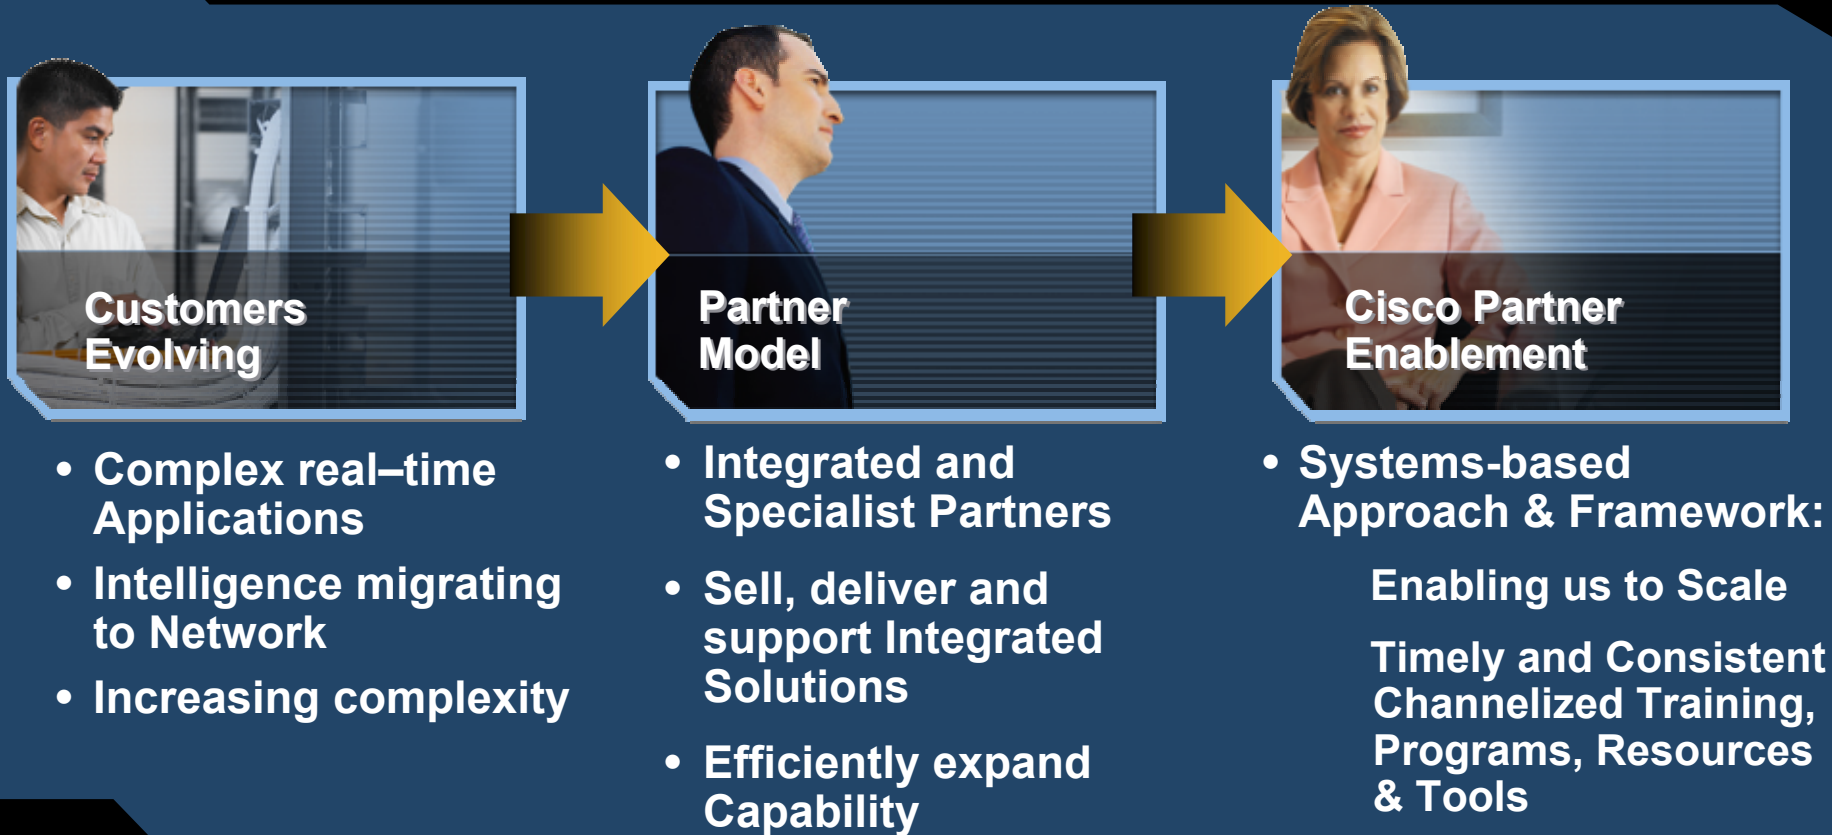 Customers
Evolving
• Complex real–time
Applications
• Intelligence migrating
to Network
• Increasing complexity
Partner
Model
• Integrated and
Specialist Partners
• Sell, deliver and
support Integrated
Solutions
• Efficiently expand
Capability
Cisco Partner
Enablement
• Systems-based
Approach & Framework:
Enabling us to Scale
Timely and Consistent
Channelized Training,
Programs, Resources
& Tools